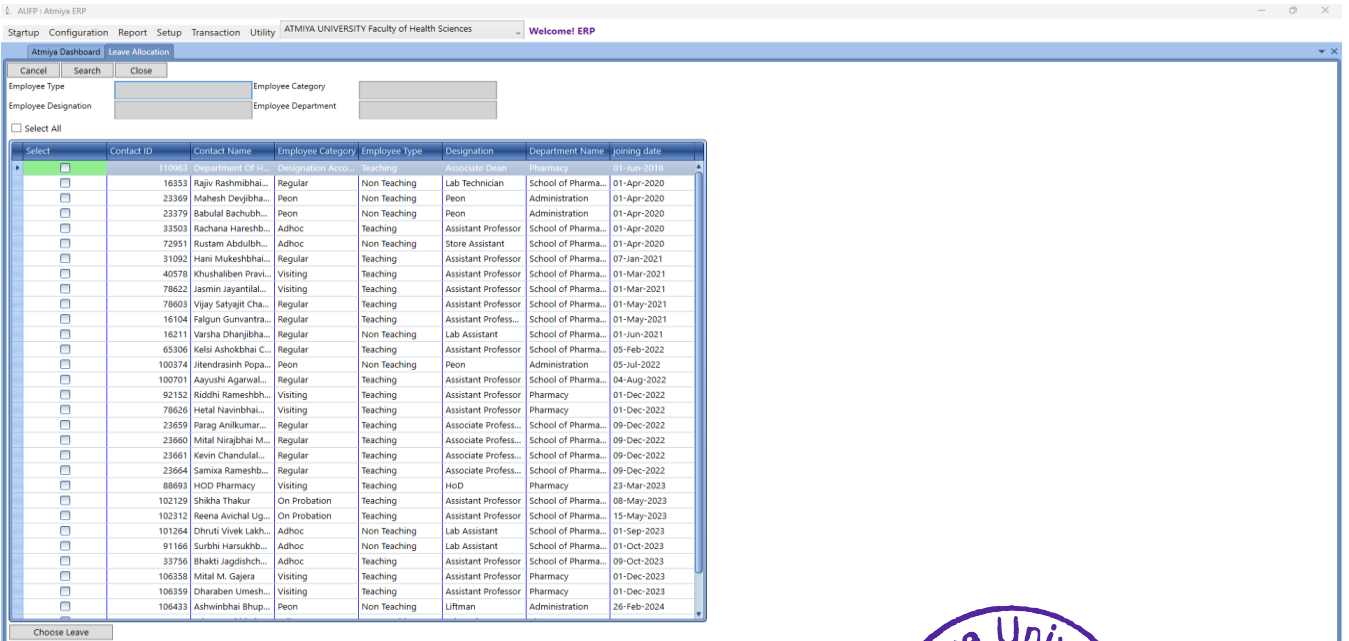 AUFP : Atmiya ERP
Startup Configuration Report Setup Transaction Utility ATMIYA UNIVERSITY Faculty of Health Sciences Welcome! ERP
Atmiya Dashboard Leave Allocation
Cancel Search Close
Employee Type Employee Category
Employee Designation Employee Department
Select All
Select Contact ID Contact Name Employee Category Employee Type Designation Department Name joining date
110963 Department Of H... Designation Acco... Teaching Associate Dean Pharmacy 01-Jun-2018
16353 Rajiv Rashmibhai... Regular Non Teaching Lab Technician School of Pharma... 01-Apr-2020
23369 Mahesh Devjibha... Peon Non Teaching Peon Administration 01-Apr-2020
23379 Babulal Bachubh... Peon Non Teaching Peon Administration 01-Apr-2020
33503 Rachana Hareshb... Adhoc Teaching Assistant Professor School of Pharma... 01-Apr-2020
72951 Rustam Abdulbh... Adhoc Non Teaching Store Assistant School of Pharma... 01-Apr-2020
31092 Hani Mukeshbhai... Regular Teaching Assistant Professor School of Pharma... 07-Jan-2021
40578 Khushaliben Pravi... Visiting Teaching Assistant Professor School of Pharma... 01-Mar-2021
78622 Jasmin Jayantilal... Visiting Teaching Assistant Professor School of Pharma... 01-Mar-2021
78603 Vijay Satyajit Cha... Regular Teaching Assistant Professor School of Pharma... 01-May-2021
16104 Falgun Gunvantra... Regular Teaching Assistant Profess... School of Pharma... 01-May-2021
16211 Varsha Dhanjibha... Regular Non Teaching Lab Assistant School of Pharma... 01-Jun-2021
65306 Kelsi Ashokbhai C... Regular Teaching Assistant Professor School of Pharma... 05-Feb-2022
100374 Jitendrasinh Popa... Peon Non Teaching Peon Administration 05-Jul-2022
100701 Aayushi Agarwal... Regular Teaching Assistant Professor School of Pharma... 04-Aug-2022
92152 Riddhi Rameshbh... Visiting Teaching Assistant Professor Pharmacy 01-Dec-2022
78626 Hetal Navinbhai... Visiting Teaching Assistant Professor Pharmacy 01-Dec-2022
23659 Parag Anilkumar... Regular Teaching Associate Profess... School of Pharma... 09-Dec-2022
23660 Mital Nirajbhai M... Regular Teaching Associate Profess... School of Pharma... 09-Dec-2022
23661 Kevin Chandulal... Regular Teaching Associate Profess... School of Pharma... 09-Dec-2022
23664 Samixa Rameshb... Regular Teaching Associate Profess... School of Pharma... 09-Dec-2022
88693 HOD Pharmacy Visiting Teaching HoD Pharmacy 23-Mar-2023
102129 Shikha Thakur On Probation Teaching Assistant Professor School of Pharma... 08-May-2023
102312 Reena Avichal Ug... On Probation Teaching Assistant Professor School of Pharma... 15-May-2023
101264 Dhruti Vivek Lakh... Adhoc Non Teaching Lab Assistant School of Pharma... 01-Sep-2023
91166 Surbhi Harsukhb... Adhoc Non Teaching Lab Assistant School of Pharma... 01-Oct-2023
33756 Bhakti Jagdishch... Adhoc Teaching Assistant Professor School of Pharma... 09-Oct-2023
106358 Mital M. Gajera Visiting Teaching Assistant Professor Pharmacy 01-Dec-2023
106359 Dharaben Umesh... Visiting Teaching Assistant Professor Pharmacy 01-Dec-2023
106433 Ashwinbhai Bhup... Peon Non Teaching Liftman Administration 26-Feb-2024
Choose Leave